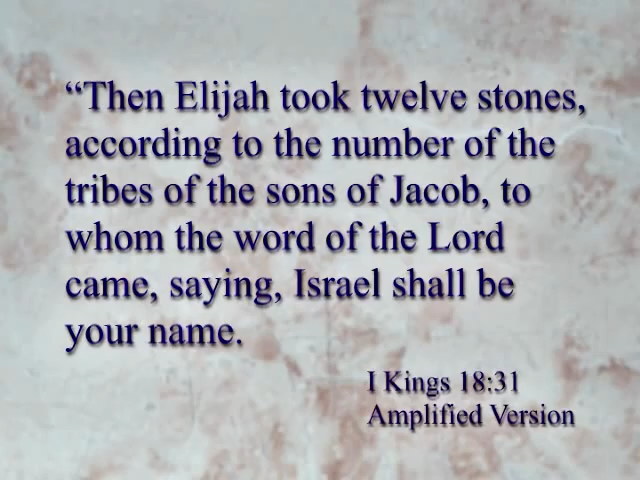 “Then Elijah took twelve stones,
according to the number of the
tribes of the sons of Jacob, to
whom the word of the Lord
came, saying, Israel shall be
your name.
I Kings 18:31
Amplified Version